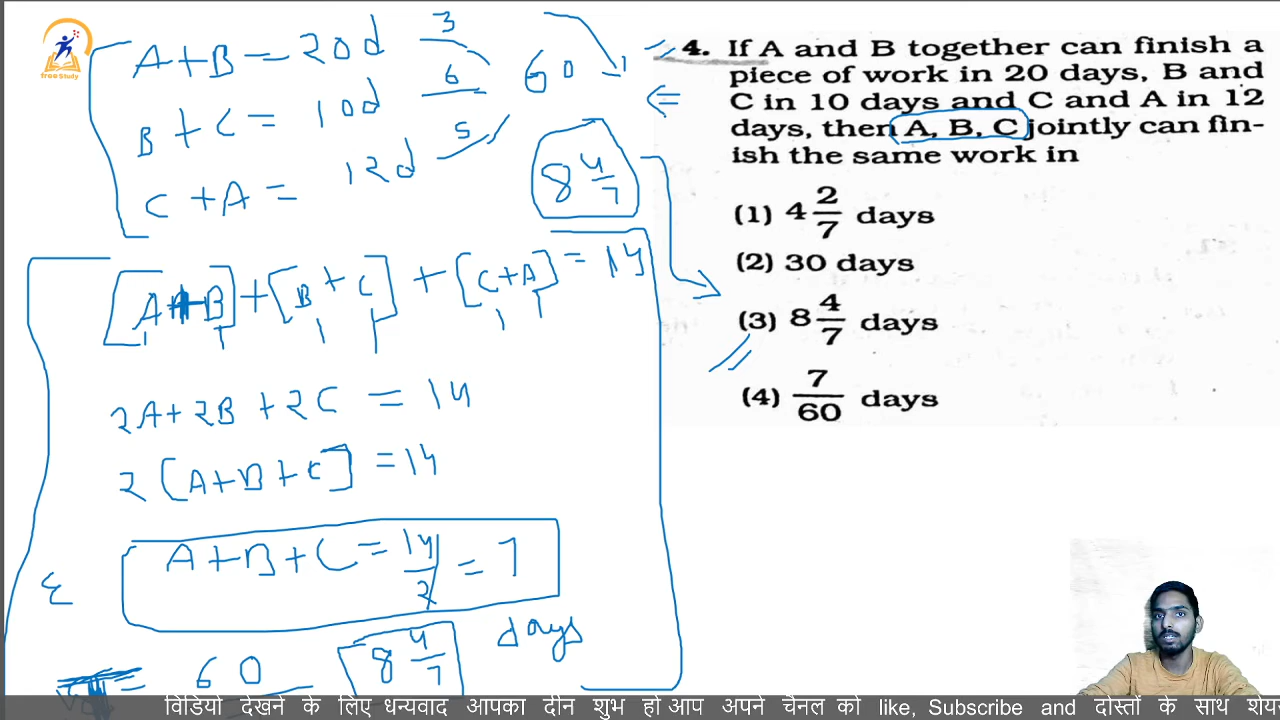 free Study
A+B = 20d 3
B + C = 10d 6 60
C + A = 12d 5
8 4/7
[A+B] + [B + C] + [C+A] = 14
2A+2B + 2C = 14
2 [A+B+C] = 14
A+B+C = 14/2 = 7
60 8 4/7 days
4. If A and B together can finish a
piece of work in 20 days, B and
C in 10 days and C and A in 12
days, then A, B, C jointly can fin-
ish the same work in
(1) 4 2/7 days
(2) 30 days
(3) 8 4/7 days
(4) 7/60 days
विडियो देखने के लिए धन्यवाद आपका दीन शुभ हो आप अपने चैनल को like, Subscribe and दोस्तों के साथ शेयर